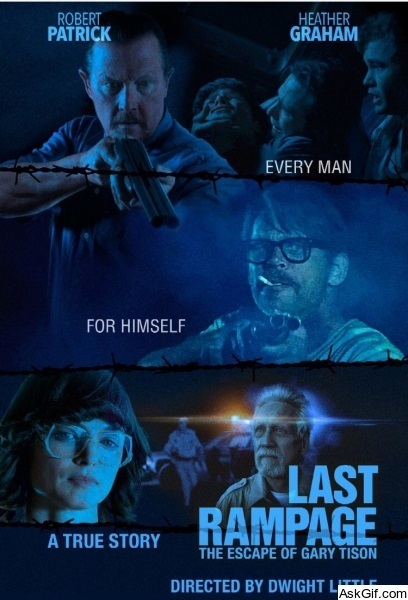 ROBERT
PATRICK
HEATHER
GRAHAM
EVERY MAN
FOR HIMSELF
LAST
RAMPAGE
THE ESCAPE OF GARY TISON
A TRUE STORY
DIRECTED BY DWIGHT LITTLE
AskGif.com